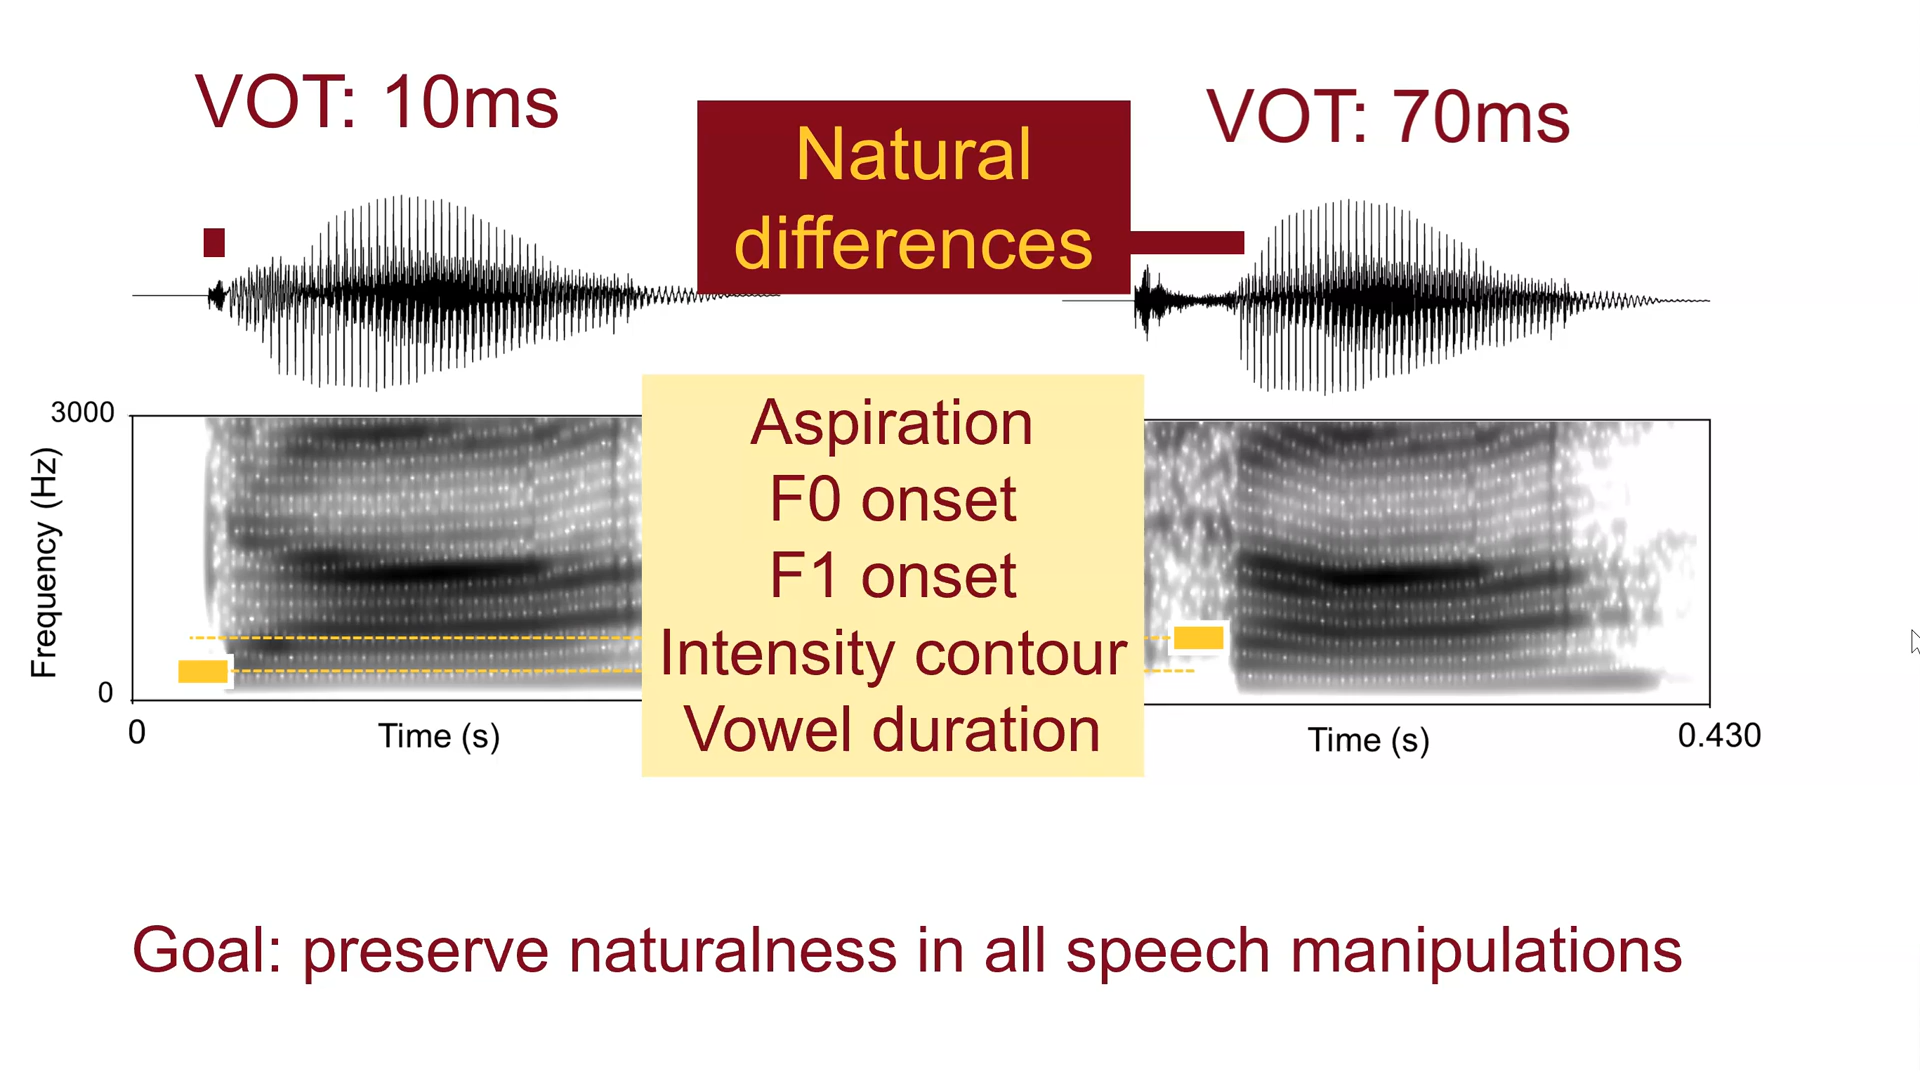 VOT: 10ms
Natural
differences
VOT: 70ms
3000
Frequency (Hz)
0
0
Time (s)
Aspiration
F0 onset
F1 onset
Intensity contour
Vowel duration
Time (s)
0.430
Goal: preserve naturalness in all speech manipulations